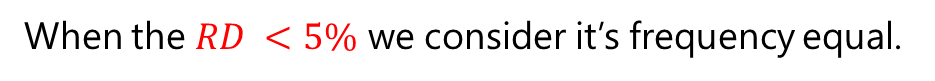 When the RD < 5% we consider it’s frequency equal.